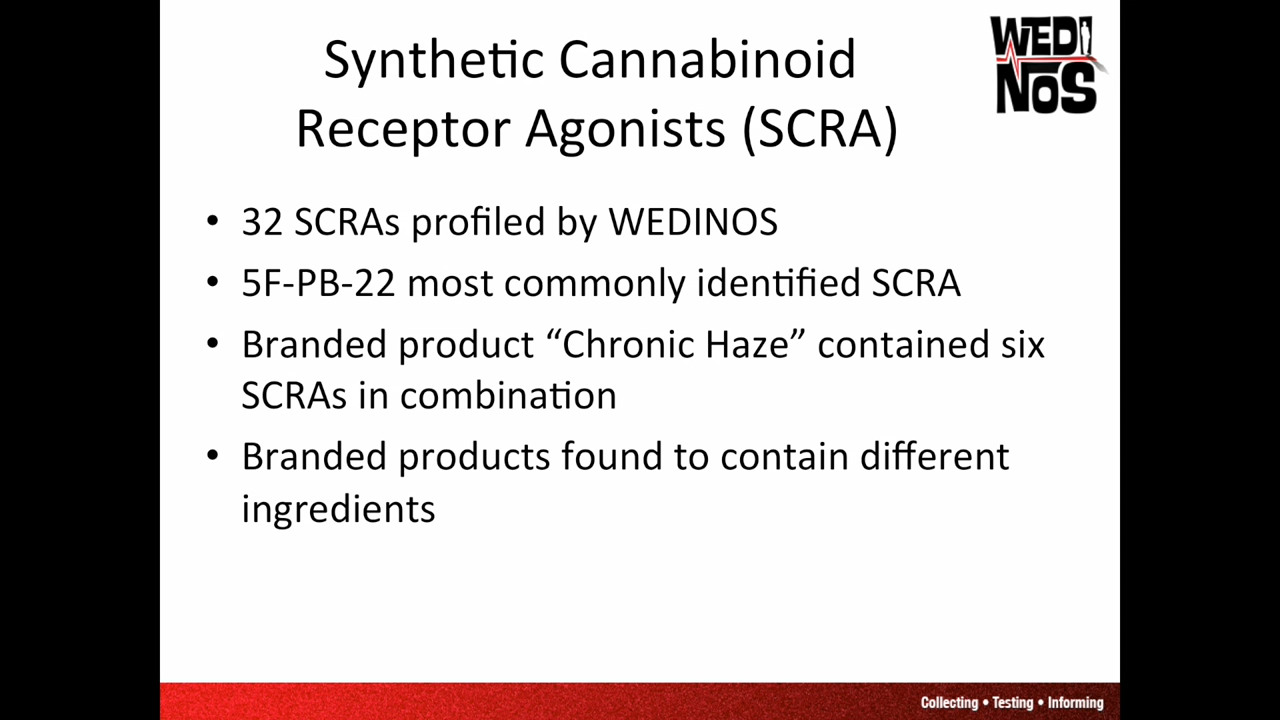 Synthetic Cannabinoid
Receptor Agonists (SCRA)
WEDI
NOS
• 32 SCRAs profiled by WEDINOS
• 5F-PB-22 most commonly identified SCRA
• Branded product “Chronic Haze” contained six
SCRAs in combination
• Branded products found to contain different
ingredients
Collecting • Testing • Informing